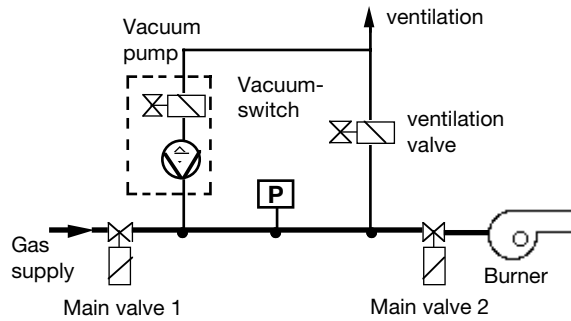 Vacuum
pump
ventilation
Vacuum-
switch
ventilation
valve
P
Gas
supply
Burner
Main valve 1
Main valve 2